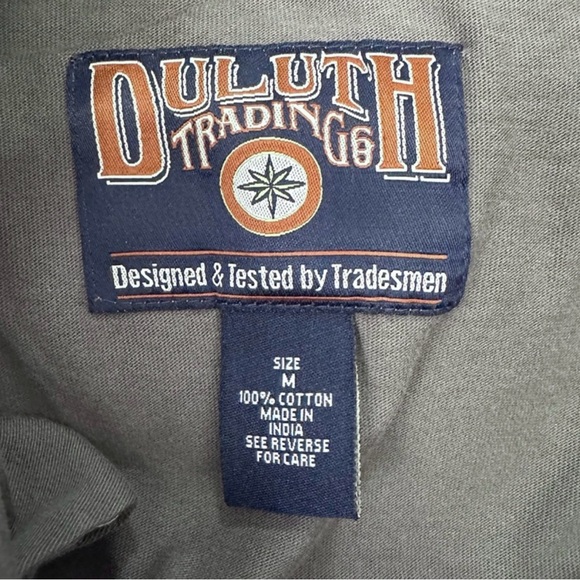 DULUTH
TRADING Co
Designed & Tested by Tradesmen
SIZE
M
100% COTTON
MADE IN
INDIA
SEE REVERSE
FOR CARE